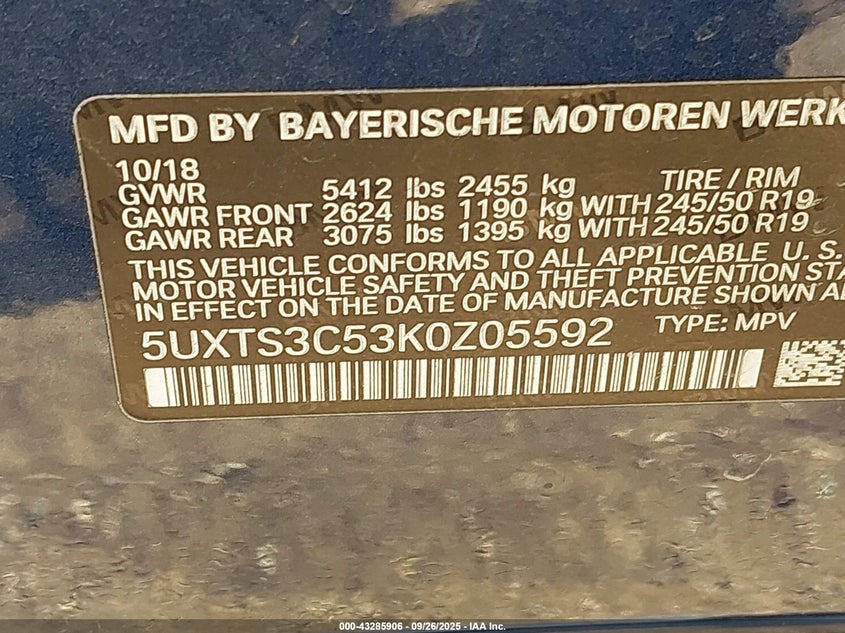 MFD BY BAYERISCHE MOTOREN WERK
10/18
GVWR 5412 lbs 2455 kg TIRE / RIM
GAWR FRONT 2624 lbs 1190 kg WITH 245/50 R19
GAWR REAR 3075 lbs 1395 kg WITH 245/50 R19
THIS VEHICLE CONFORMS TO ALL APPLICABLE U. S.
MOTOR VEHICLE SAFETY AND THEFT PREVENTION STA
IN EFFECT ON THE DATE OF MANUFACTURE SHOWN A
5UXTS3C53K0Z05592 TYPE: MPV
000-43285906 - 09/26/2025 - IAA Inc.